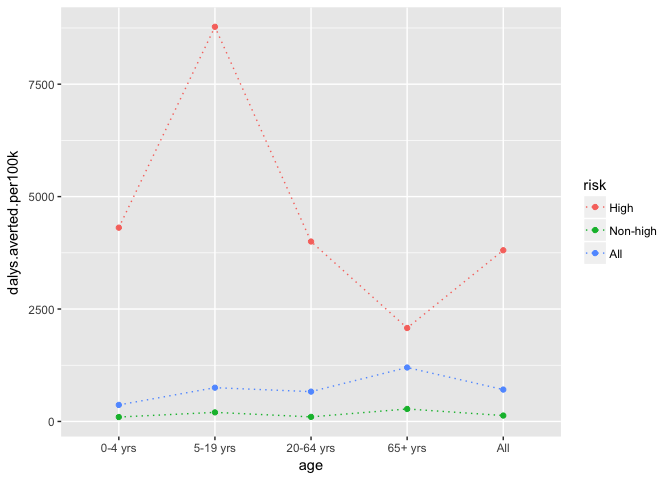 7500
5000
2500
0
dalys.averted.per100k
0-4 yrs
5-19 yrs
20-64 yrs
65+ yrs
All
age
risk
High
Non-high
All